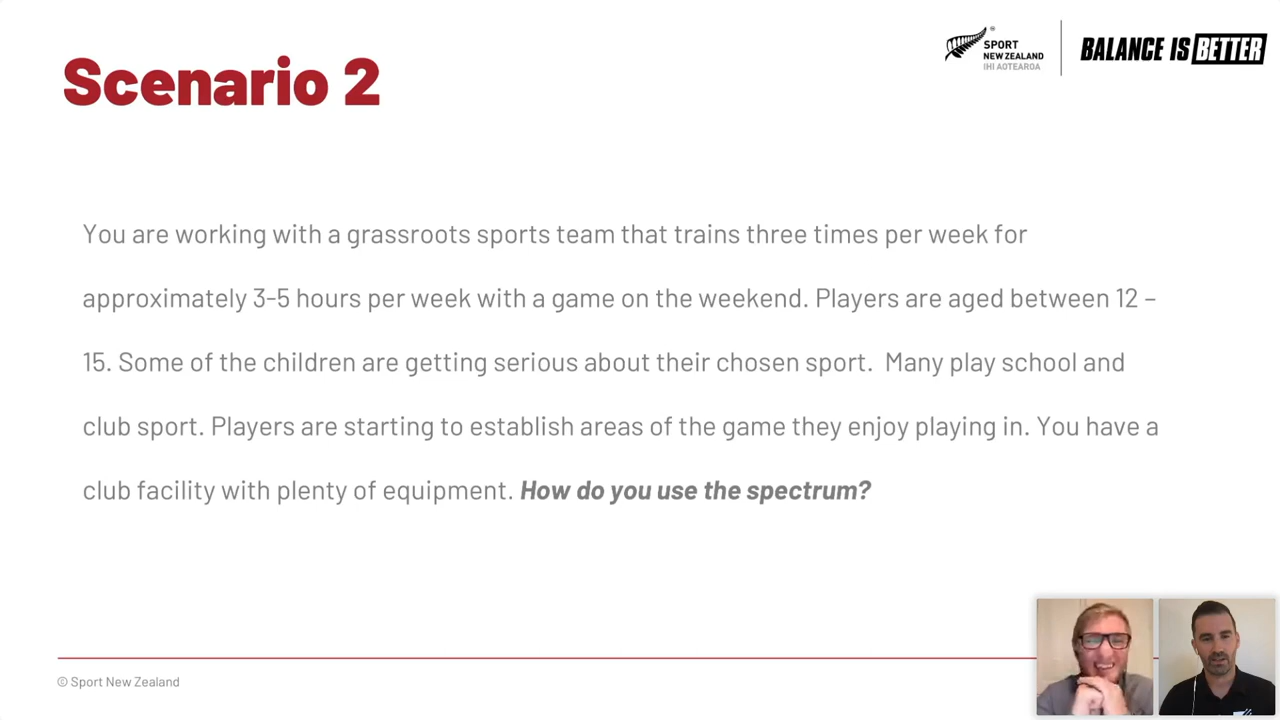 Scenario 2
SPORT
NEW ZEALAND
IHI AOTEAROA
BALANCE IS BETTER
You are working with a grassroots sports team that trains three times per week for
approximately 3-5 hours per week with a game on the weekend. Players are aged between 12 –
15. Some of the children are getting serious about their chosen sport.  Many play school and
club sport. Players are starting to establish areas of the game they enjoy playing in. You have a
club facility with plenty of equipment. How do you use the spectrum?
© Sport New Zealand